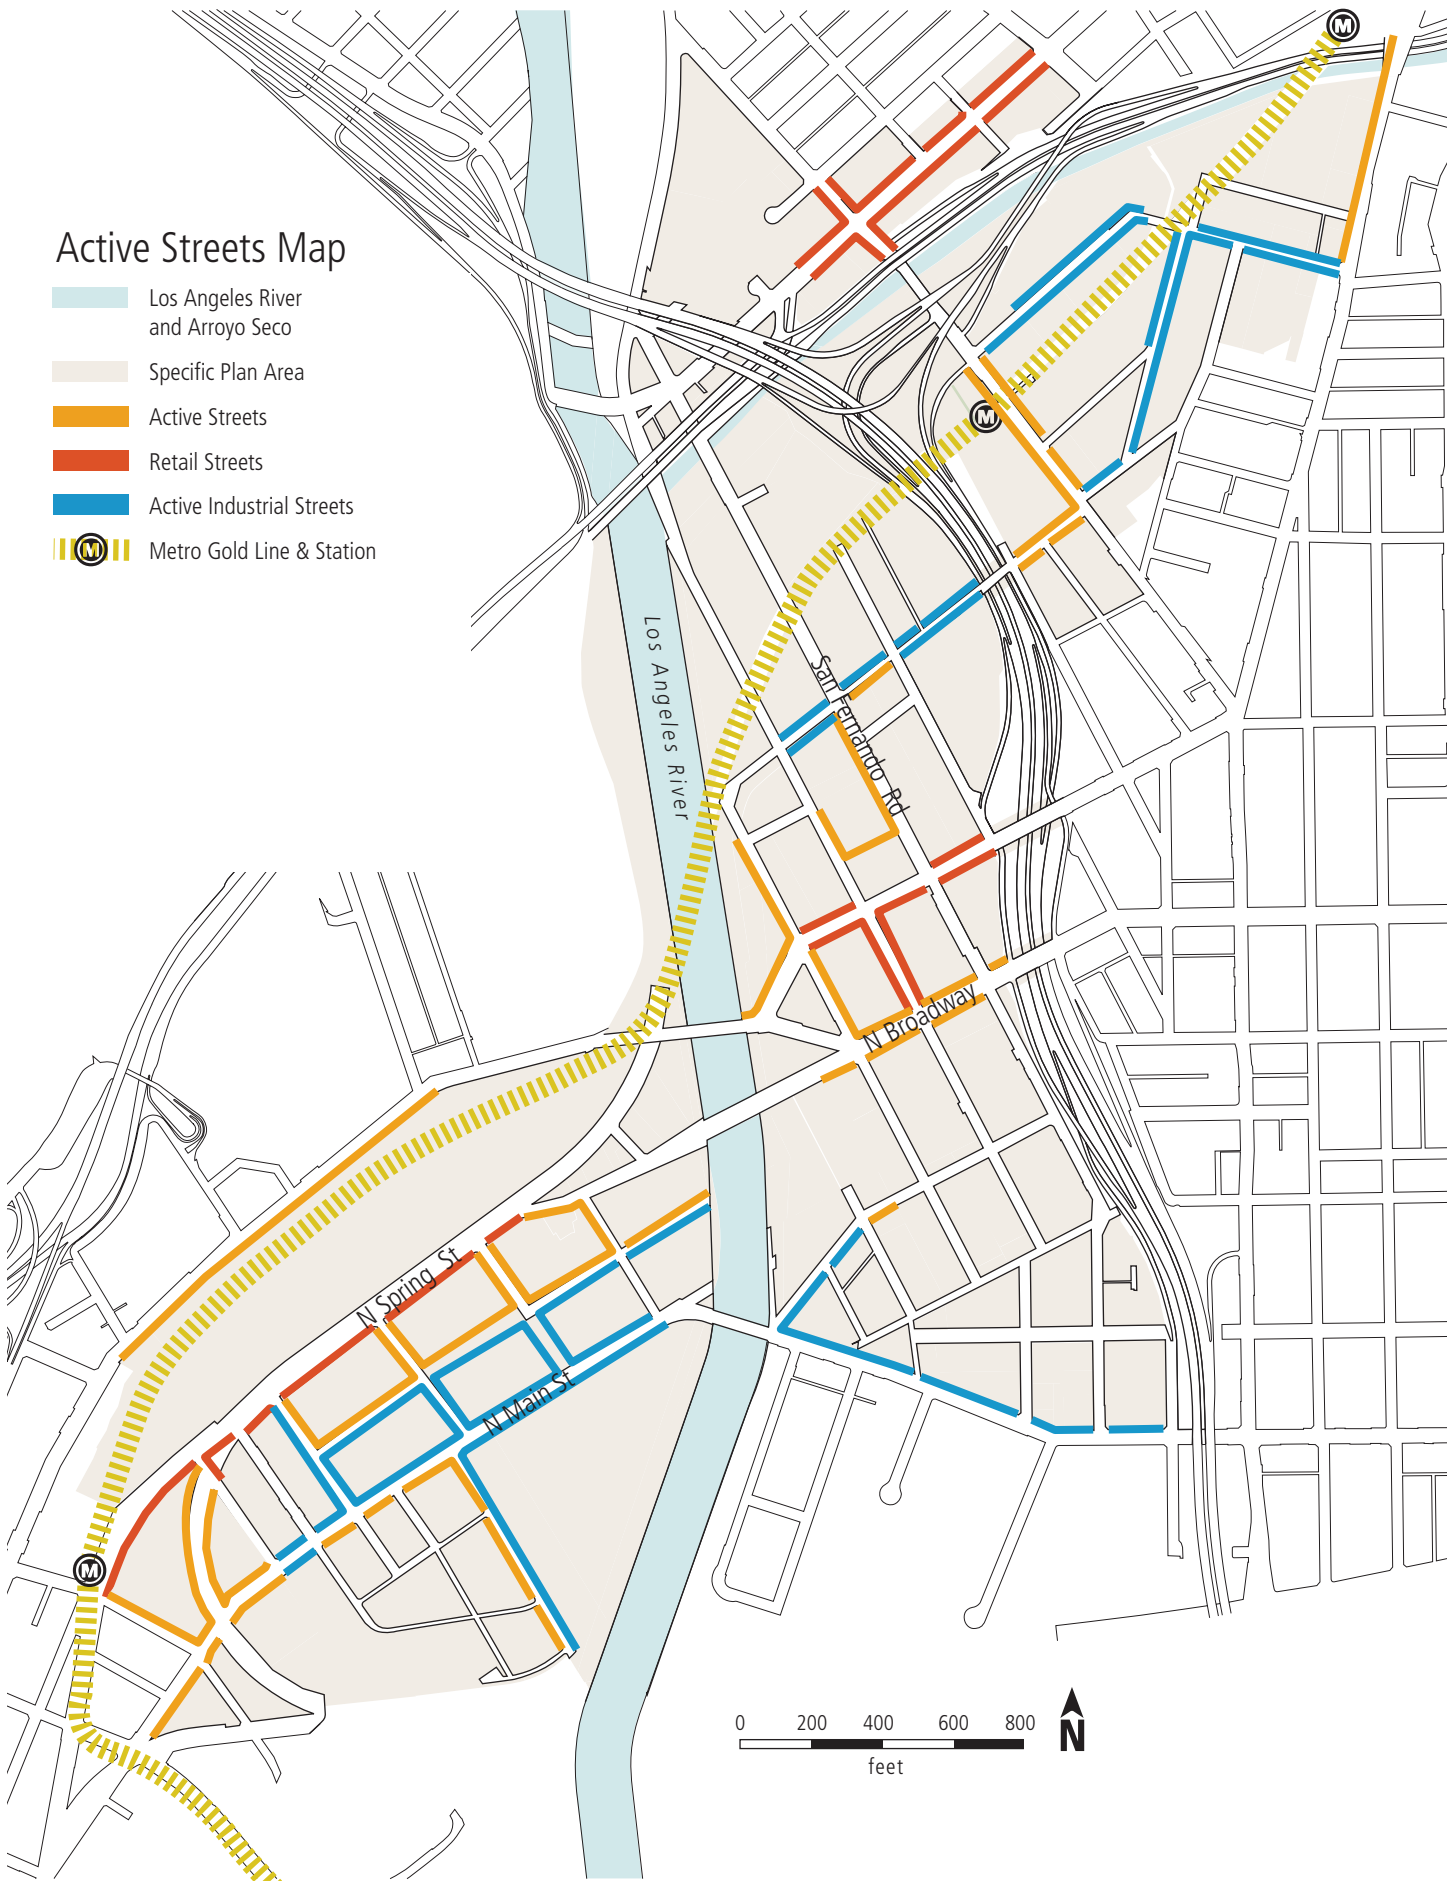 M
Active Streets Map
Los Angeles River
and Arroyo Seco
Specific Plan Area
Active Streets
Retail Streets
Active Industrial Streets
M
Metro Gold Line & Station
M
Los Angeles River
San Fernando Rd
N Broadway
N Spring St
N Main St
M
0 200 400 600 800
feet
N